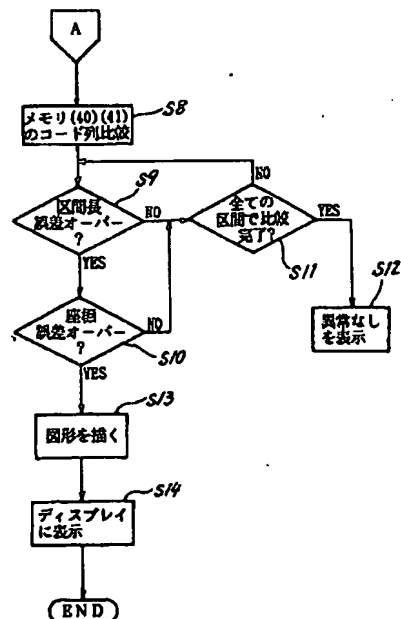 A
S8
メモリ(40)(41)
のコード列比較
S9
区間長
誤差オーバー
?
NO
YES
NO
全ての
区間で比較
完了?
YES
S11
S12
異常なし
を表示
座標
誤差オーバー
?
NO
S10
YES
S13
図形を描く
S14
ディスプレイ
に表示
END